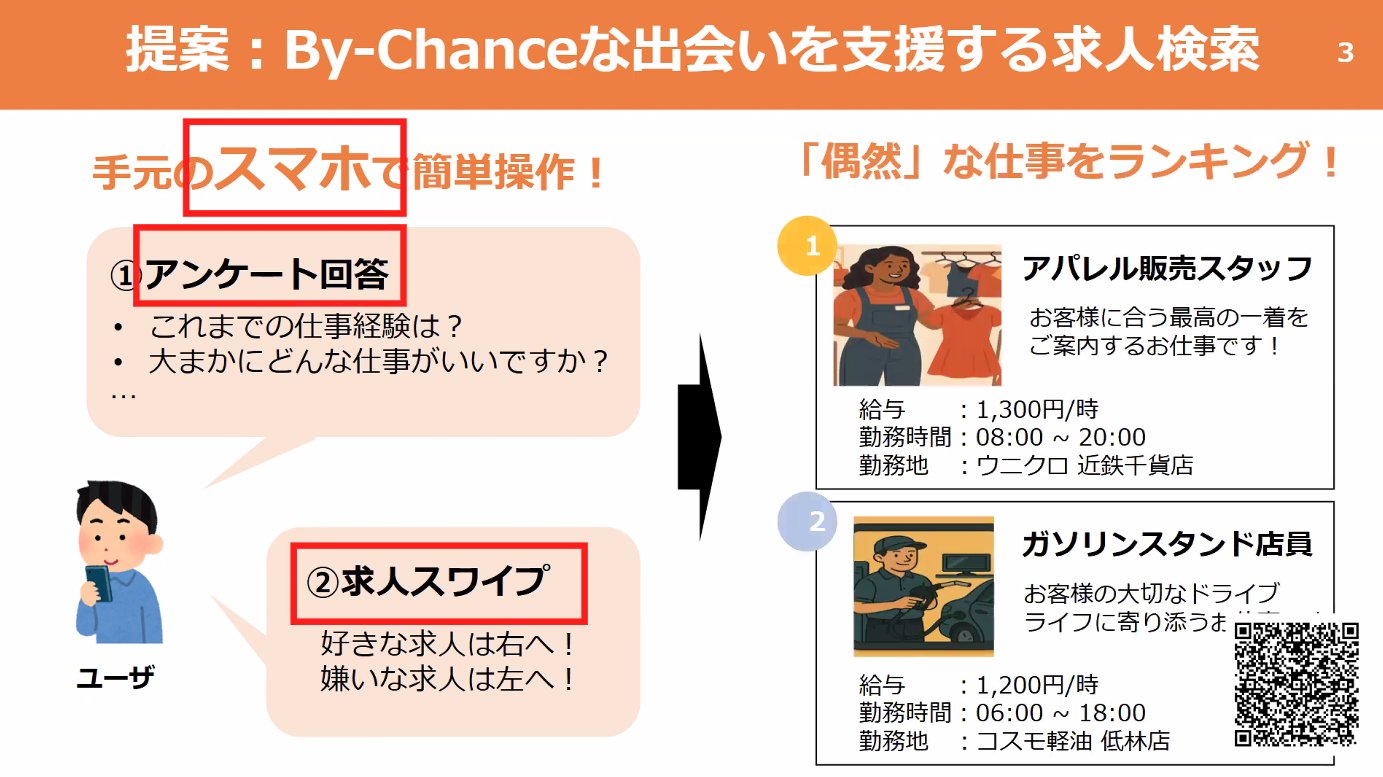 提案：By-Chanceな出会いを支援する求人検索
3
手元のスマホで簡単操作！
①アンケート回答
• これまでの仕事経験は？
• 大まかにどんな仕事がいいですか？
…
ユーザ
②求人スワイプ
好きな求人は右へ！
嫌いな求人は左へ！
「偶然」な仕事をランキング！
1
アパレル販売スタッフ
お客様に合う最高の一着を
ご案内するお仕事です！
給与　　：1,300円/時
勤務時間：08:00 ~ 20:00
勤務地　：ウニクロ 近鉄千貨店
2
ガソリンスタンド店員
お客様の大切なドライブ
ライフに寄り添うお
給与　　：1,200円/時
勤務時間：06:00 ~ 18:00
勤務地　：コスモ軽油 低林店